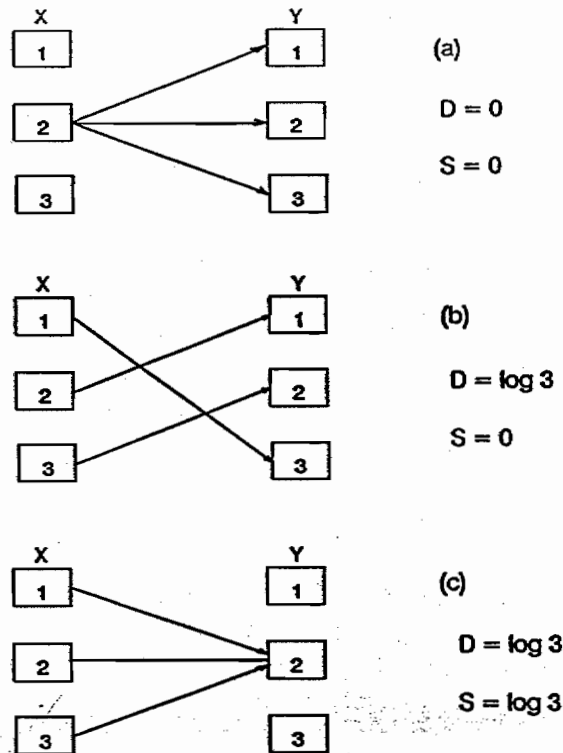 X Y
1 1 (a)
2 2 D = 0
3 3 S = 0
X Y
1 1 (b)
2 2 D = log 3
3 3 S = 0
X Y
1 1 (c)
2 2 D = log 3
3 3 S = log 3